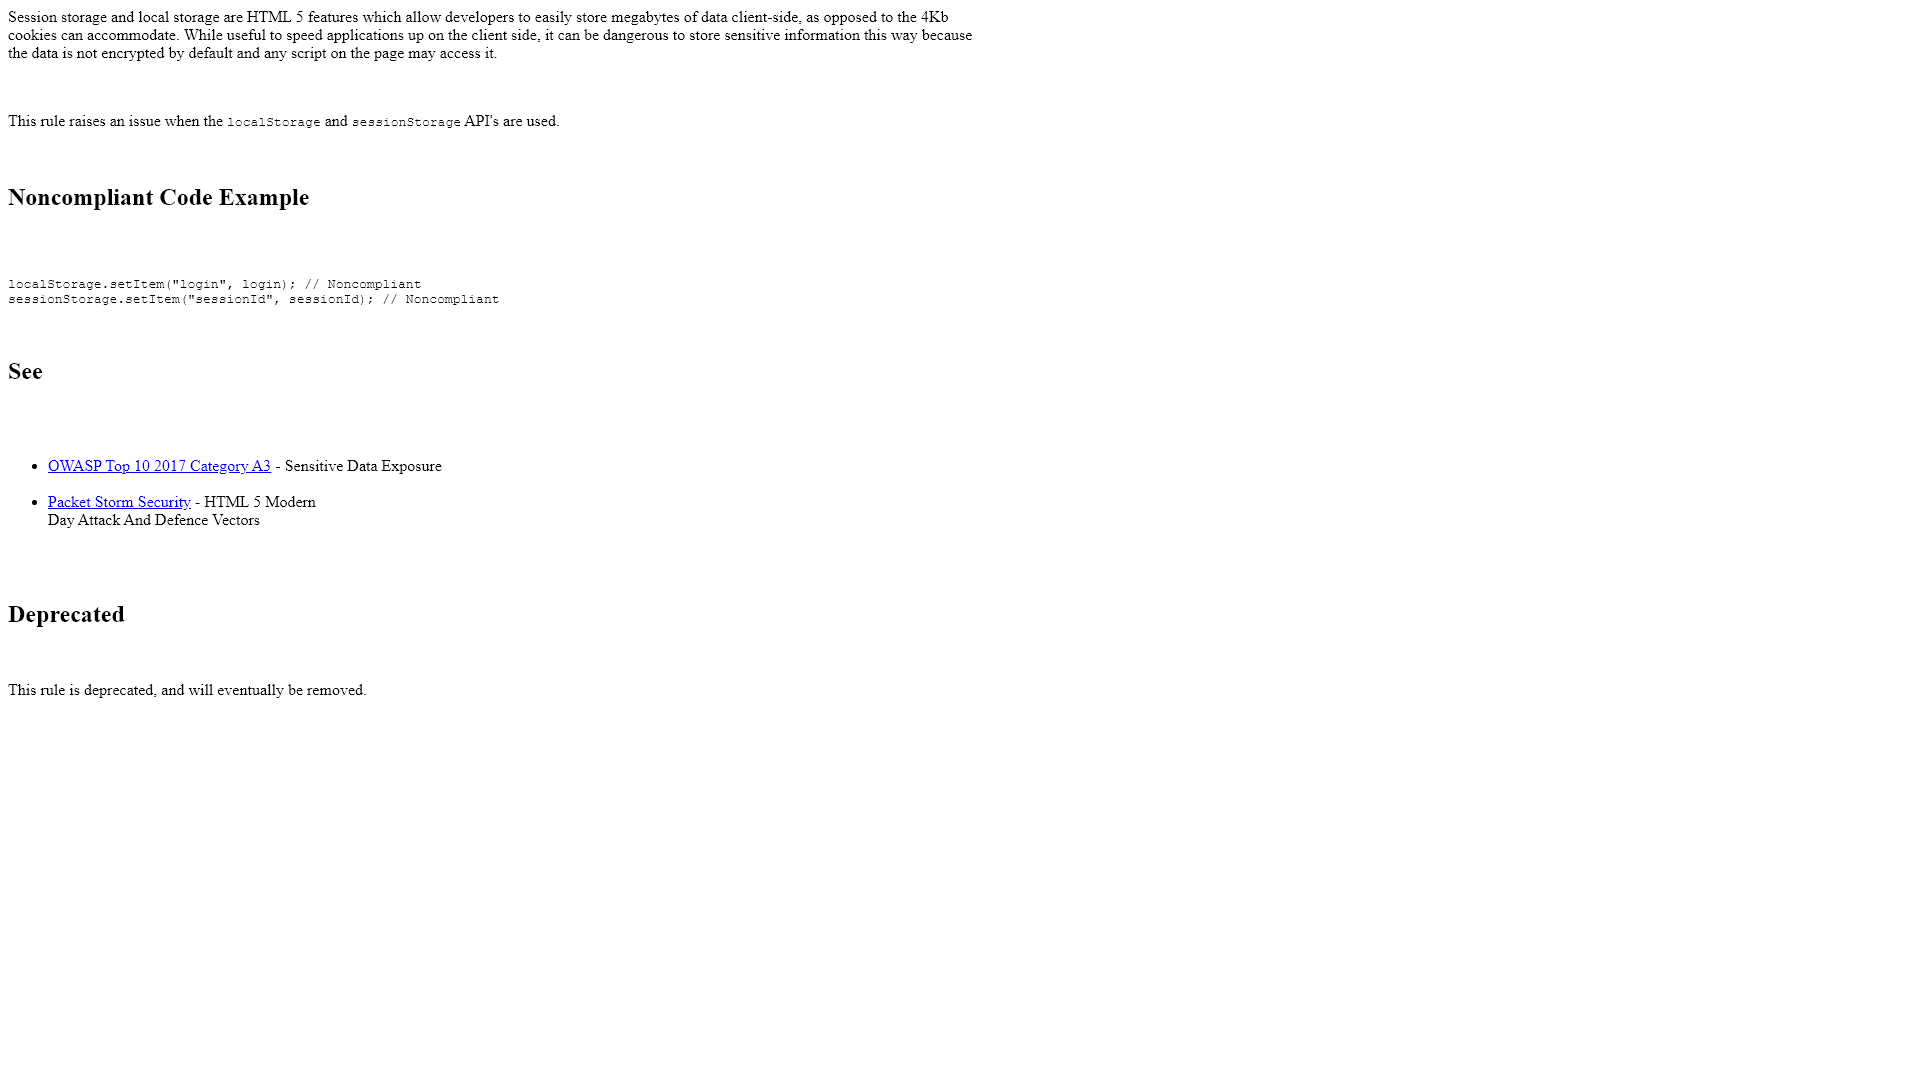 Session storage and local storage are HTML 5 features which allow developers to easily store megabytes of data client-side, as opposed to the 4Kb
cookies can accommodate. While useful to speed applications up on the client side, it can be dangerous to store sensitive information this way because
the data is not encrypted by default and any script on the page may access it.
This rule raises an issue when the localStorage and sessionStorage API's are used.
Noncompliant Code Example
localStorage.setItem("login", login); // Noncompliant
sessionStorage.setItem("sessionId", sessionId); // Noncompliant
See
• OWASP Top 10 2017 Category A3 - Sensitive Data Exposure
• Packet Storm Security - HTML 5 Modern
Day Attack And Defence Vectors
Deprecated
This rule is deprecated, and will eventually be removed.